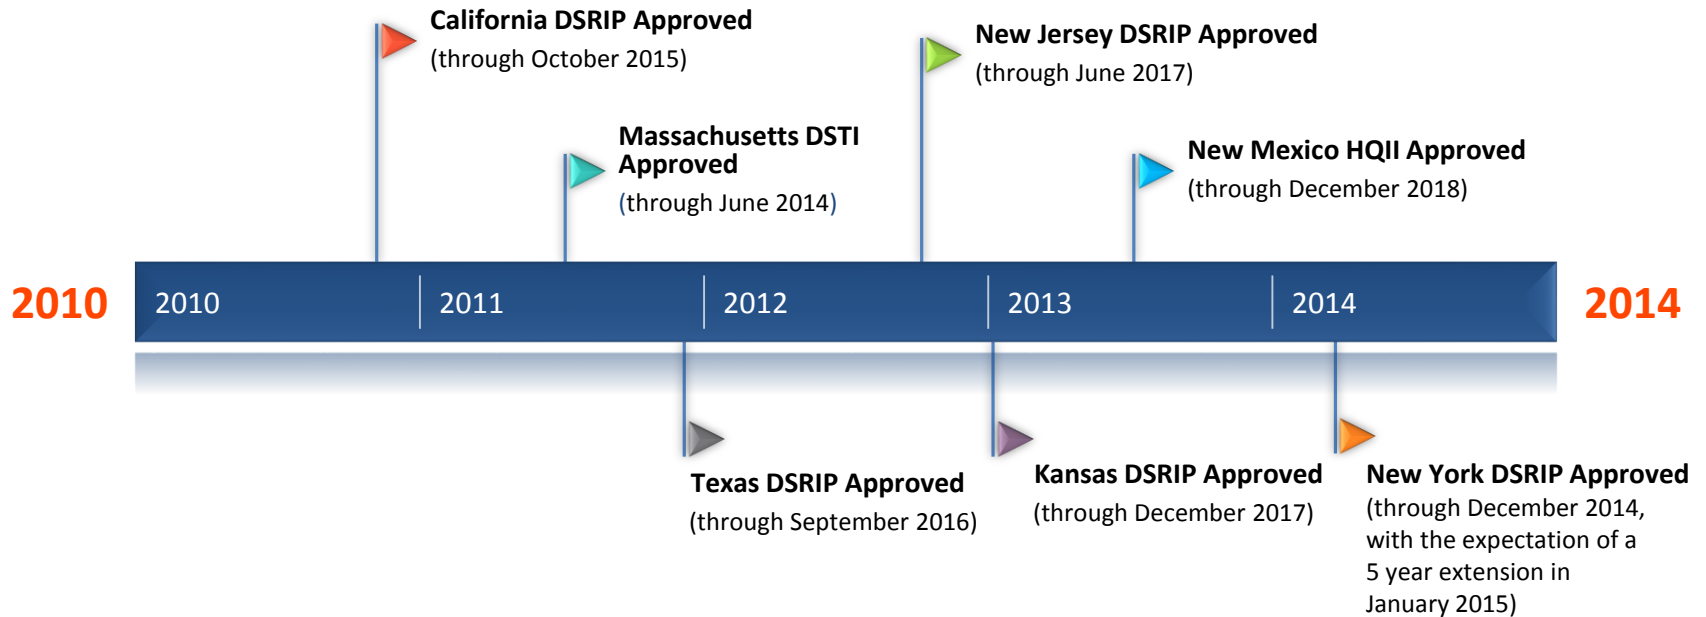 California DSRIP Approved
(through October 2015)
New Jersey DSRIP Approved
(through June 2017)
Massachusetts DSTI
Approved
(through June 2014)
New Mexico HQII Approved
(through December 2018)
2010
2010
2011
2012
2013
2014
2014
Texas DSRIP Approved
(through September 2016)
Kansas DSRIP Approved
(through December 2017)
New York DSRIP Approved
(through December 2014,
with the expectation of a
5 year extension in
January 2015)